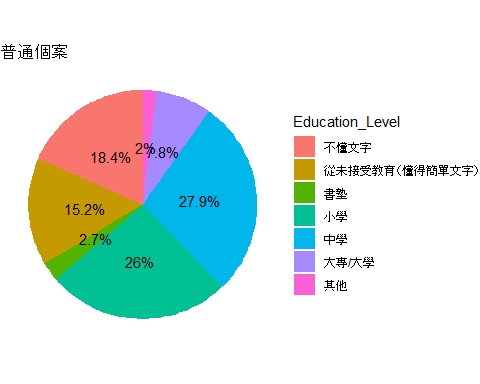 普通個案
2%
7.8%
18.4%
27.9%
15.2%
2.7%
26%
Education_Level
不懂文字
從未接受教育(懂得簡單文字)
書塾
小學
中學
大專/大學
其他